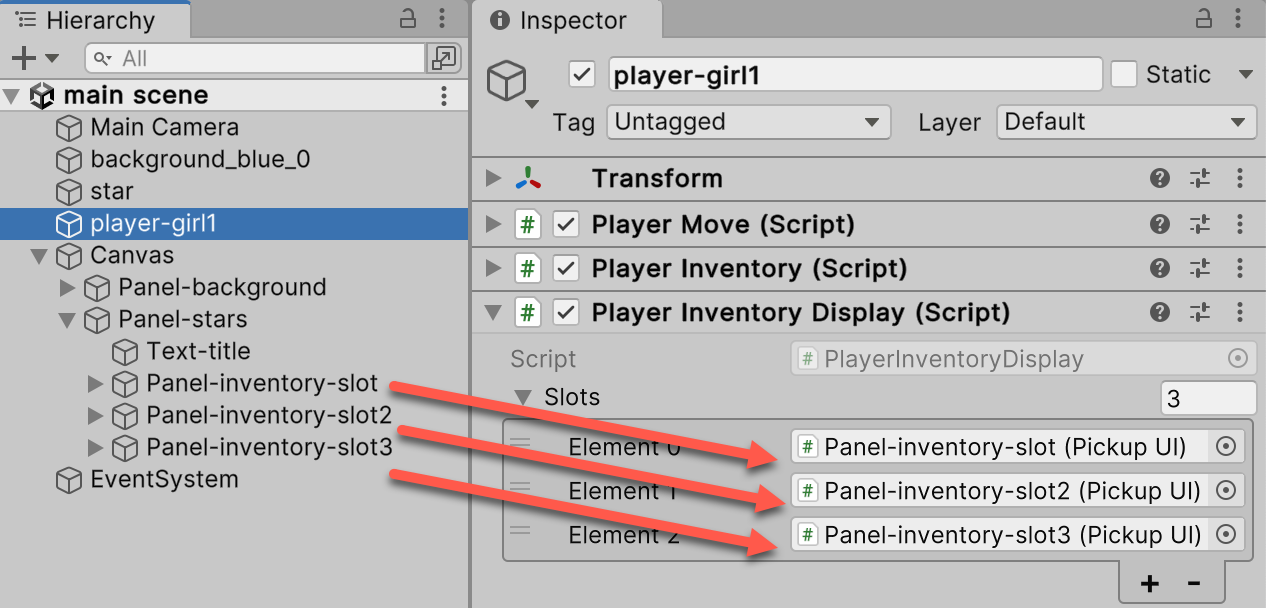 Hierarchy
All
main scene
Main Camera
background_blue_0
star
player-girl1
Canvas
Panel-background
Panel-stars
Text-title
Panel-inventory-slot
Panel-inventory-slot2
Panel-inventory-slot3
EventSystem
Inspector
player-girl1
Static
Tag Untagged Layer Default
Transform
# Player Move (Script)
# Player Inventory (Script)
# Player Inventory Display (Script)
Script # PlayerInventoryDisplay
Slots 3
Element 0 # Panel-inventory-slot (Pickup UI)
Element 1 # Panel-inventory-slot2 (Pickup UI)
Element 2 # Panel-inventory-slot3 (Pickup UI)
+ -